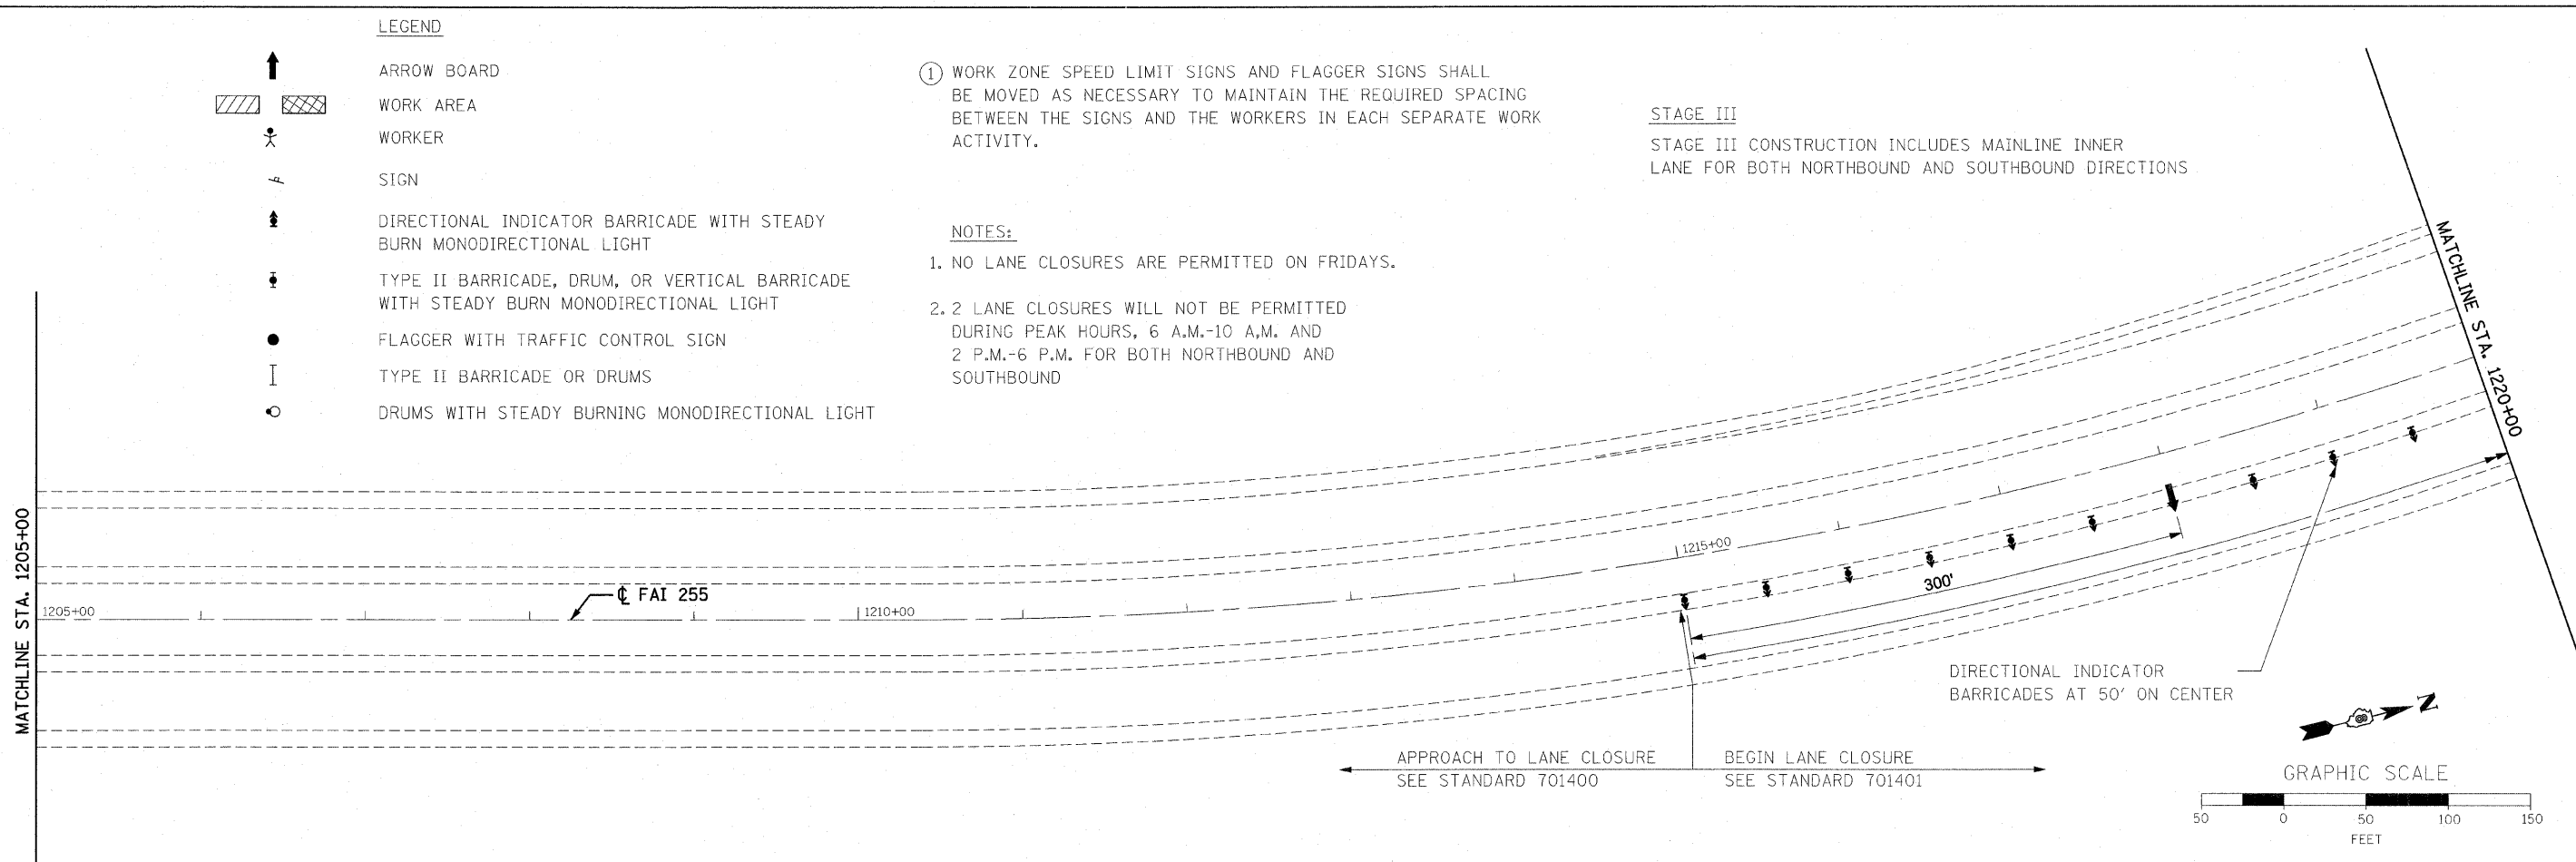 LEGEND
ARROW BOARD
WORK AREA
WORKER
SIGN
DIRECTIONAL INDICATOR BARRICADE WITH STEADY
BURN MONODIRECTIONAL LIGHT
TYPE II BARRICADE, DRUM, OR VERTICAL BARRICADE
WITH STEADY BURN MONODIRECTIONAL LIGHT
FLAGGER WITH TRAFFIC CONTROL SIGN
TYPE II BARRICADE OR DRUMS
DRUMS WITH STEADY BURNING MONODIRECTIONAL LIGHT
1 WORK ZONE SPEED LIMIT SIGNS AND FLAGGER SIGNS SHALL
BE MOVED AS NECESSARY TO MAINTAIN THE REQUIRED SPACING
BETWEEN THE SIGNS AND THE WORKERS IN EACH SEPARATE WORK
ACTIVITY.
NOTES:
1. NO LANE CLOSURES ARE PERMITTED ON FRIDAYS.
2. 2 LANE CLOSURES WILL NOT BE PERMITTED
DURING PEAK HOURS, 6 A.M.-10 A.M. AND
2 P.M.-6 P.M. FOR BOTH NORTHBOUND AND
SOUTHBOUND
STAGE III
STAGE III CONSTRUCTION INCLUDES MAINLINE INNER
LANE FOR BOTH NORTHBOUND AND SOUTHBOUND DIRECTIONS
MATCHLINE STA. 1220+00
MATCHLINE STA. 1205+00
1205+00
℄ FAI 255
1210+00
1215+00
300'
DIRECTIONAL INDICATOR
BARRICADES AT 50' ON CENTER
N
APPROACH TO LANE CLOSURE
SEE STANDARD 701400
BEGIN LANE CLOSURE
SEE STANDARD 701401
GRAPHIC SCALE
50 0 50 100 150
FEET